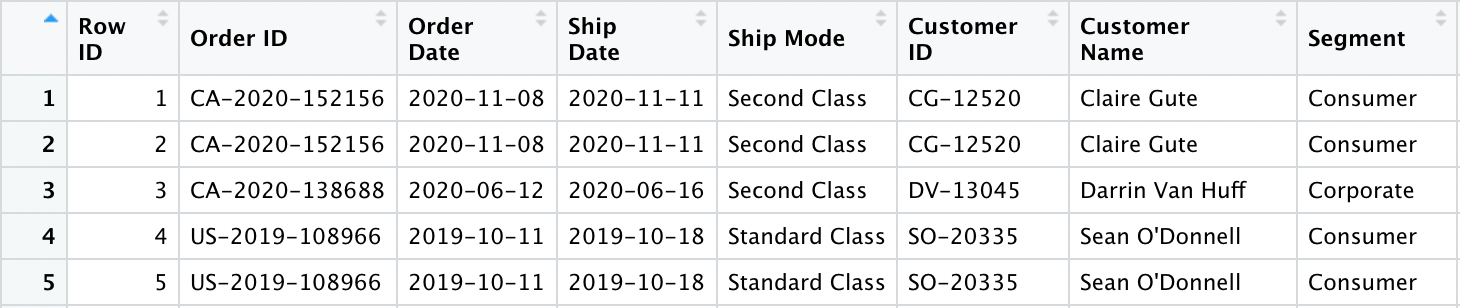 Row ID Order ID Order Date Ship Date Ship Mode Customer ID Customer Name Segment
1 1 CA-2020-152156 2020-11-08 2020-11-11 Second Class CG-12520 Claire Gute Consumer
2 2 CA-2020-152156 2020-11-08 2020-11-11 Second Class CG-12520 Claire Gute Consumer
3 3 CA-2020-138688 2020-06-12 2020-06-16 Second Class DV-13045 Darrin Van Huff Corporate
4 4 US-2019-108966 2019-10-11 2019-10-18 Standard Class SO-20335 Sean O'Donnell Consumer
5 5 US-2019-108966 2019-10-11 2019-10-18 Standard Class SO-20335 Sean O'Donnell Consumer